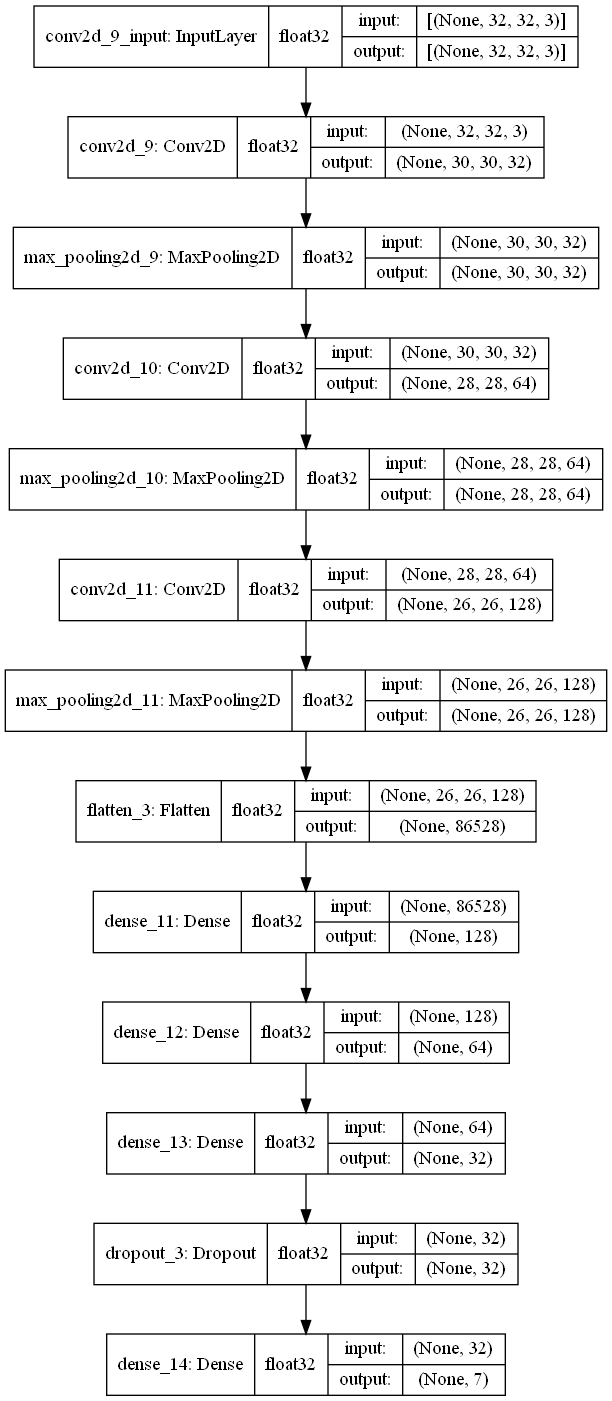 conv2d_9_input: InputLayer float32 input: [(None, 32, 32, 3)]
output: [(None, 32, 32, 3)]
conv2d_9: Conv2D float32 input: (None, 32, 32, 3)
output: (None, 30, 30, 32)
max_pooling2d_9: MaxPooling2D float32 input: (None, 30, 30, 32)
output: (None, 30, 30, 32)
conv2d_10: Conv2D float32 input: (None, 30, 30, 32)
output: (None, 28, 28, 64)
max_pooling2d_10: MaxPooling2D float32 input: (None, 28, 28, 64)
output: (None, 28, 28, 64)
conv2d_11: Conv2D float32 input: (None, 28, 28, 64)
output: (None, 26, 26, 128)
max_pooling2d_11: MaxPooling2D float32 input: (None, 26, 26, 128)
output: (None, 26, 26, 128)
flatten_3: Flatten float32 input: (None, 26, 26, 128)
output: (None, 86528)
dense_11: Dense float32 input: (None, 86528)
output: (None, 128)
dense_12: Dense float32 input: (None, 128)
output: (None, 64)
dense_13: Dense float32 input: (None, 64)
output: (None, 32)
dropout_3: Dropout float32 input: (None, 32)
output: (None, 32)
dense_14: Dense float32 input: (None, 32)
output: (None, 7)